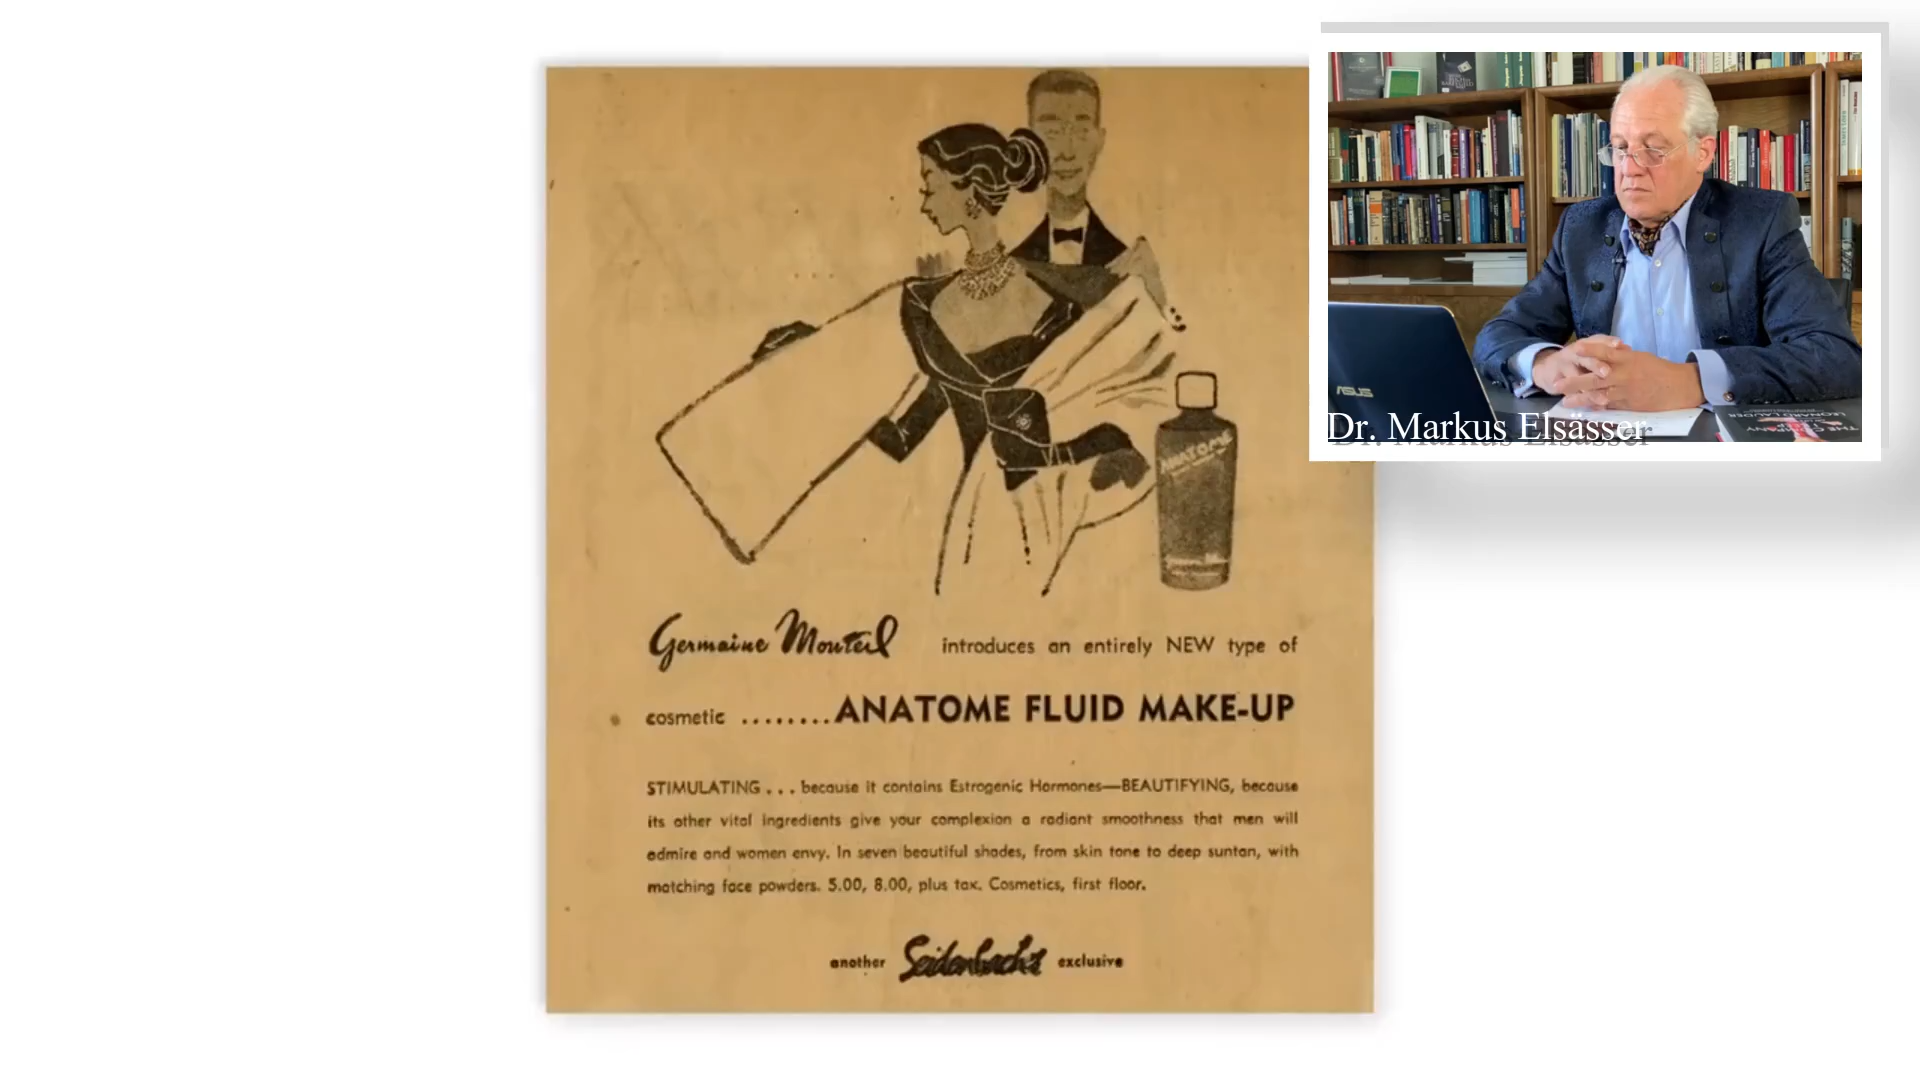 ASUS
Dr. Markus Elsässer
ANATOME
Germaine Monteil introduces an entirely NEW type of
cosmetic ........ANATOME FLUID MAKE-UP
STIMULATING . . . because it contains Estrogenic Hormones—BEAUTIFYING, because
its other vital ingredients give your complexion a radiant smoothness that men will
admire and women envy. In seven beautiful shades, from skin tone to deep suntan, with
matching face powders. 5.00, 8.00, plus tax. Cosmetics, first floor.
another Seidenbach's exclusive